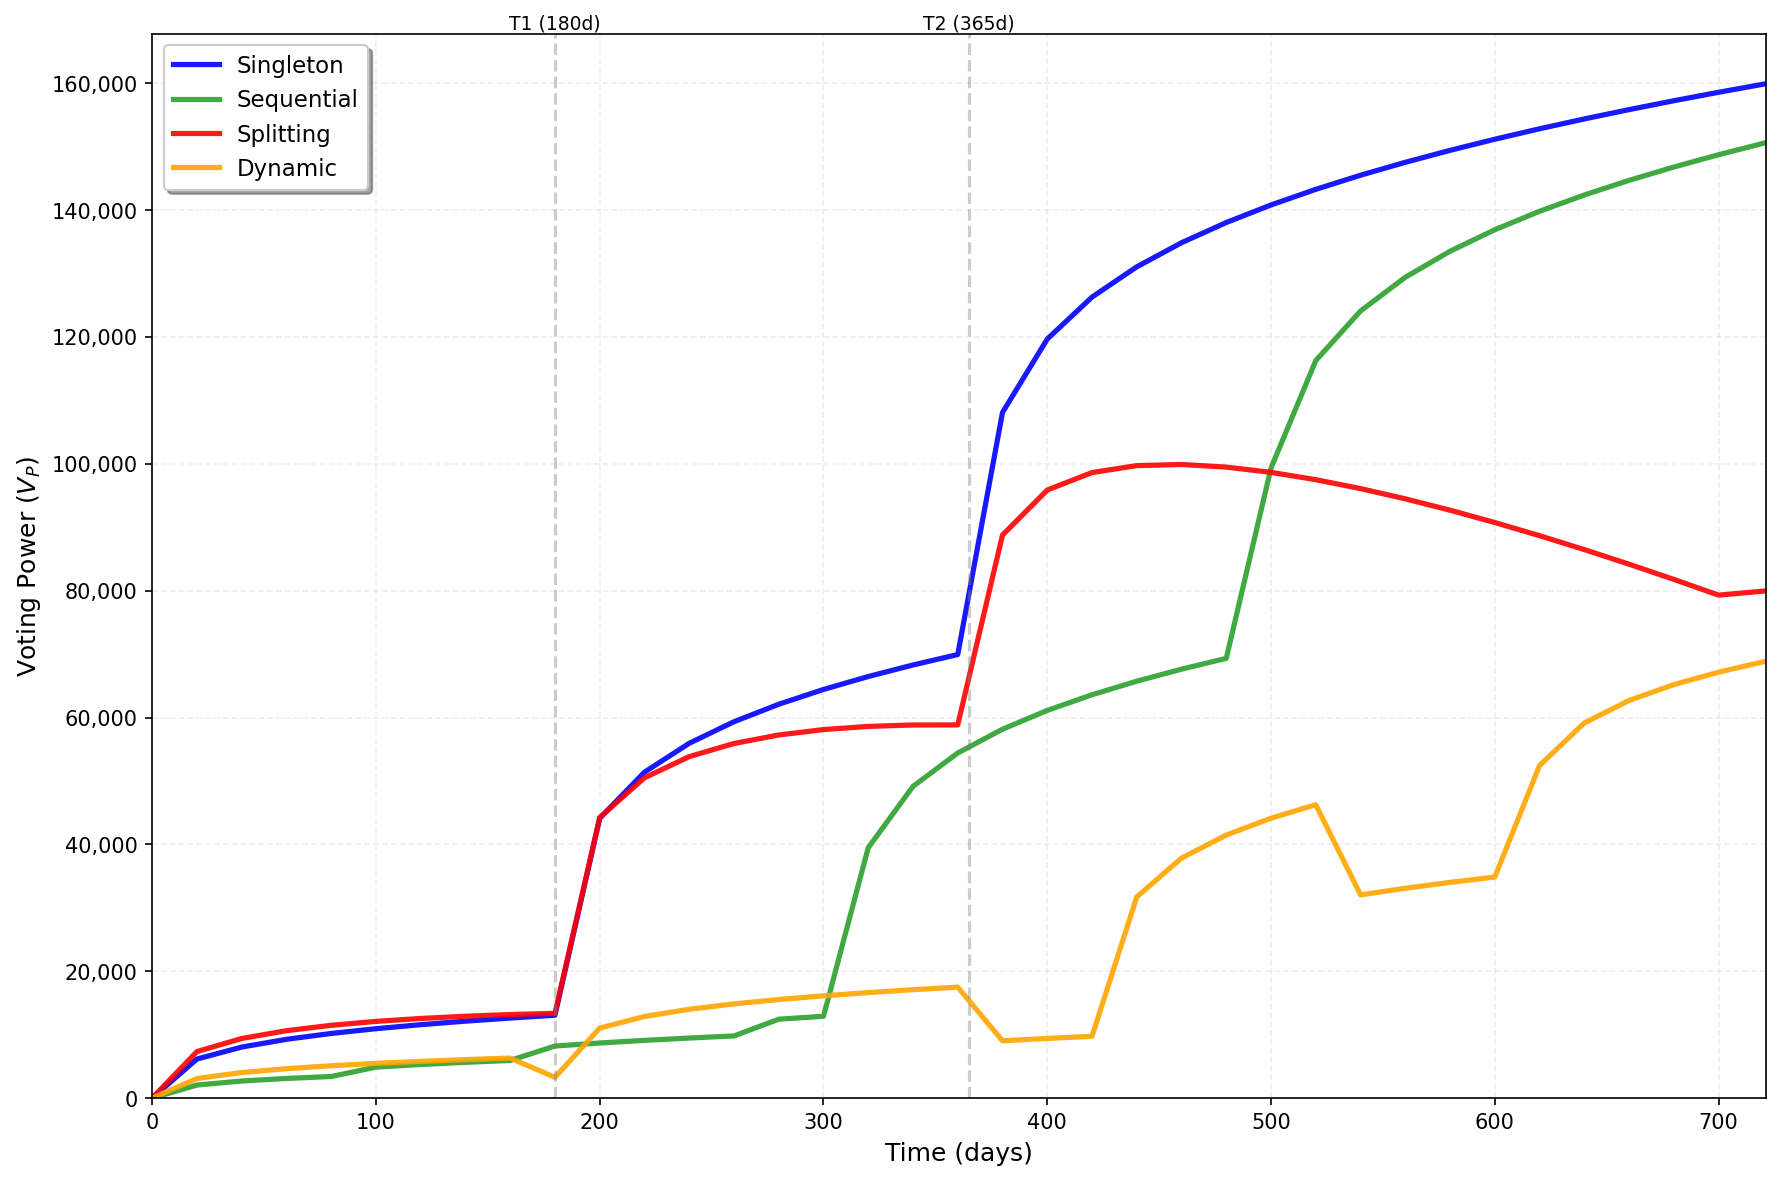 T1 (180d)
T2 (365d)
Singleton
Sequential
Splitting
Dynamic
160,000
140,000
120,000
100,000
80,000
60,000
40,000
20,000
0
Voting Power (V_P)
0 100 200 300 400 500 600 700
Time (days)